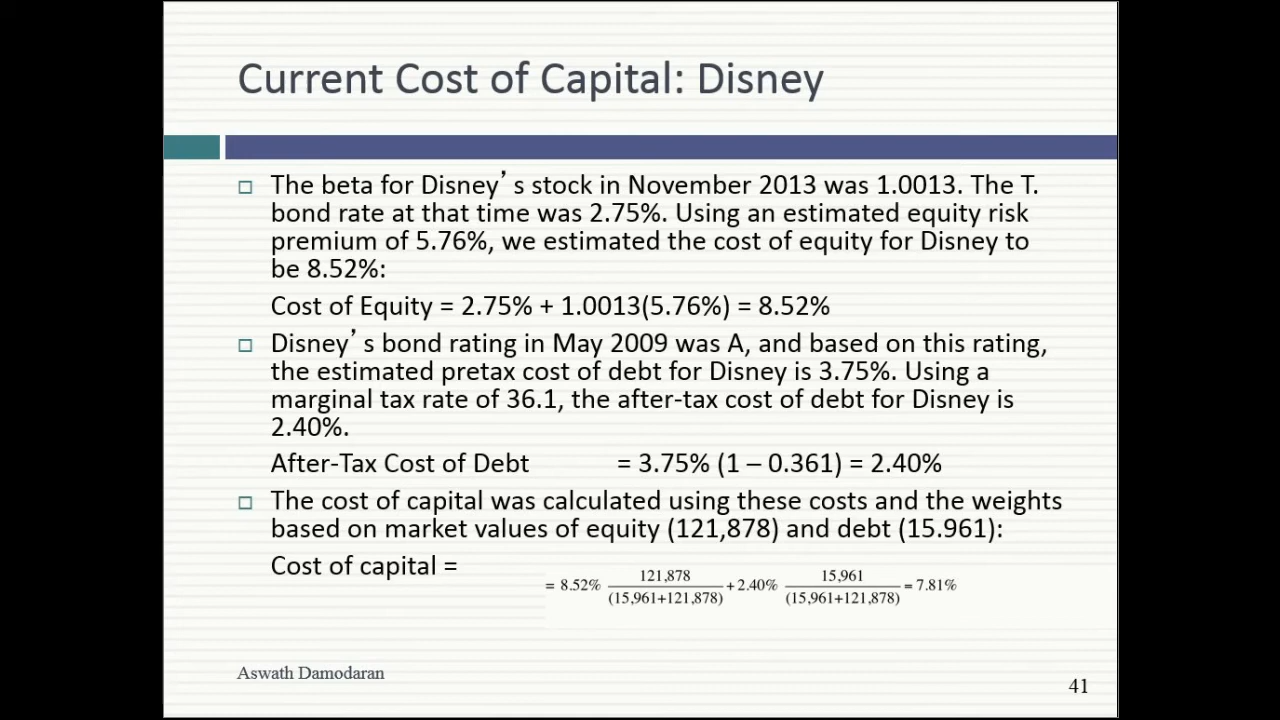 Current Cost of Capital: Disney
The beta for Disney’s stock in November 2013 was 1.0013. The T.
bond rate at that time was 2.75%. Using an estimated equity risk
premium of 5.76%, we estimated the cost of equity for Disney to
be 8.52%:
Cost of Equity = 2.75% + 1.0013(5.76%) = 8.52%
Disney’s bond rating in May 2009 was A, and based on this rating,
the estimated pretax cost of debt for Disney is 3.75%. Using a
marginal tax rate of 36.1, the after-tax cost of debt for Disney is
2.40%.
After-Tax Cost of Debt = 3.75% (1 – 0.361) = 2.40%
The cost of capital was calculated using these costs and the weights
based on market values of equity (121,878) and debt (15.961):
Cost of capital =
121,878 15,961
= 8.52% + 2.40% = 7.81%
(15,961+121,878) (15,961+121,878)
Aswath Damodaran
41